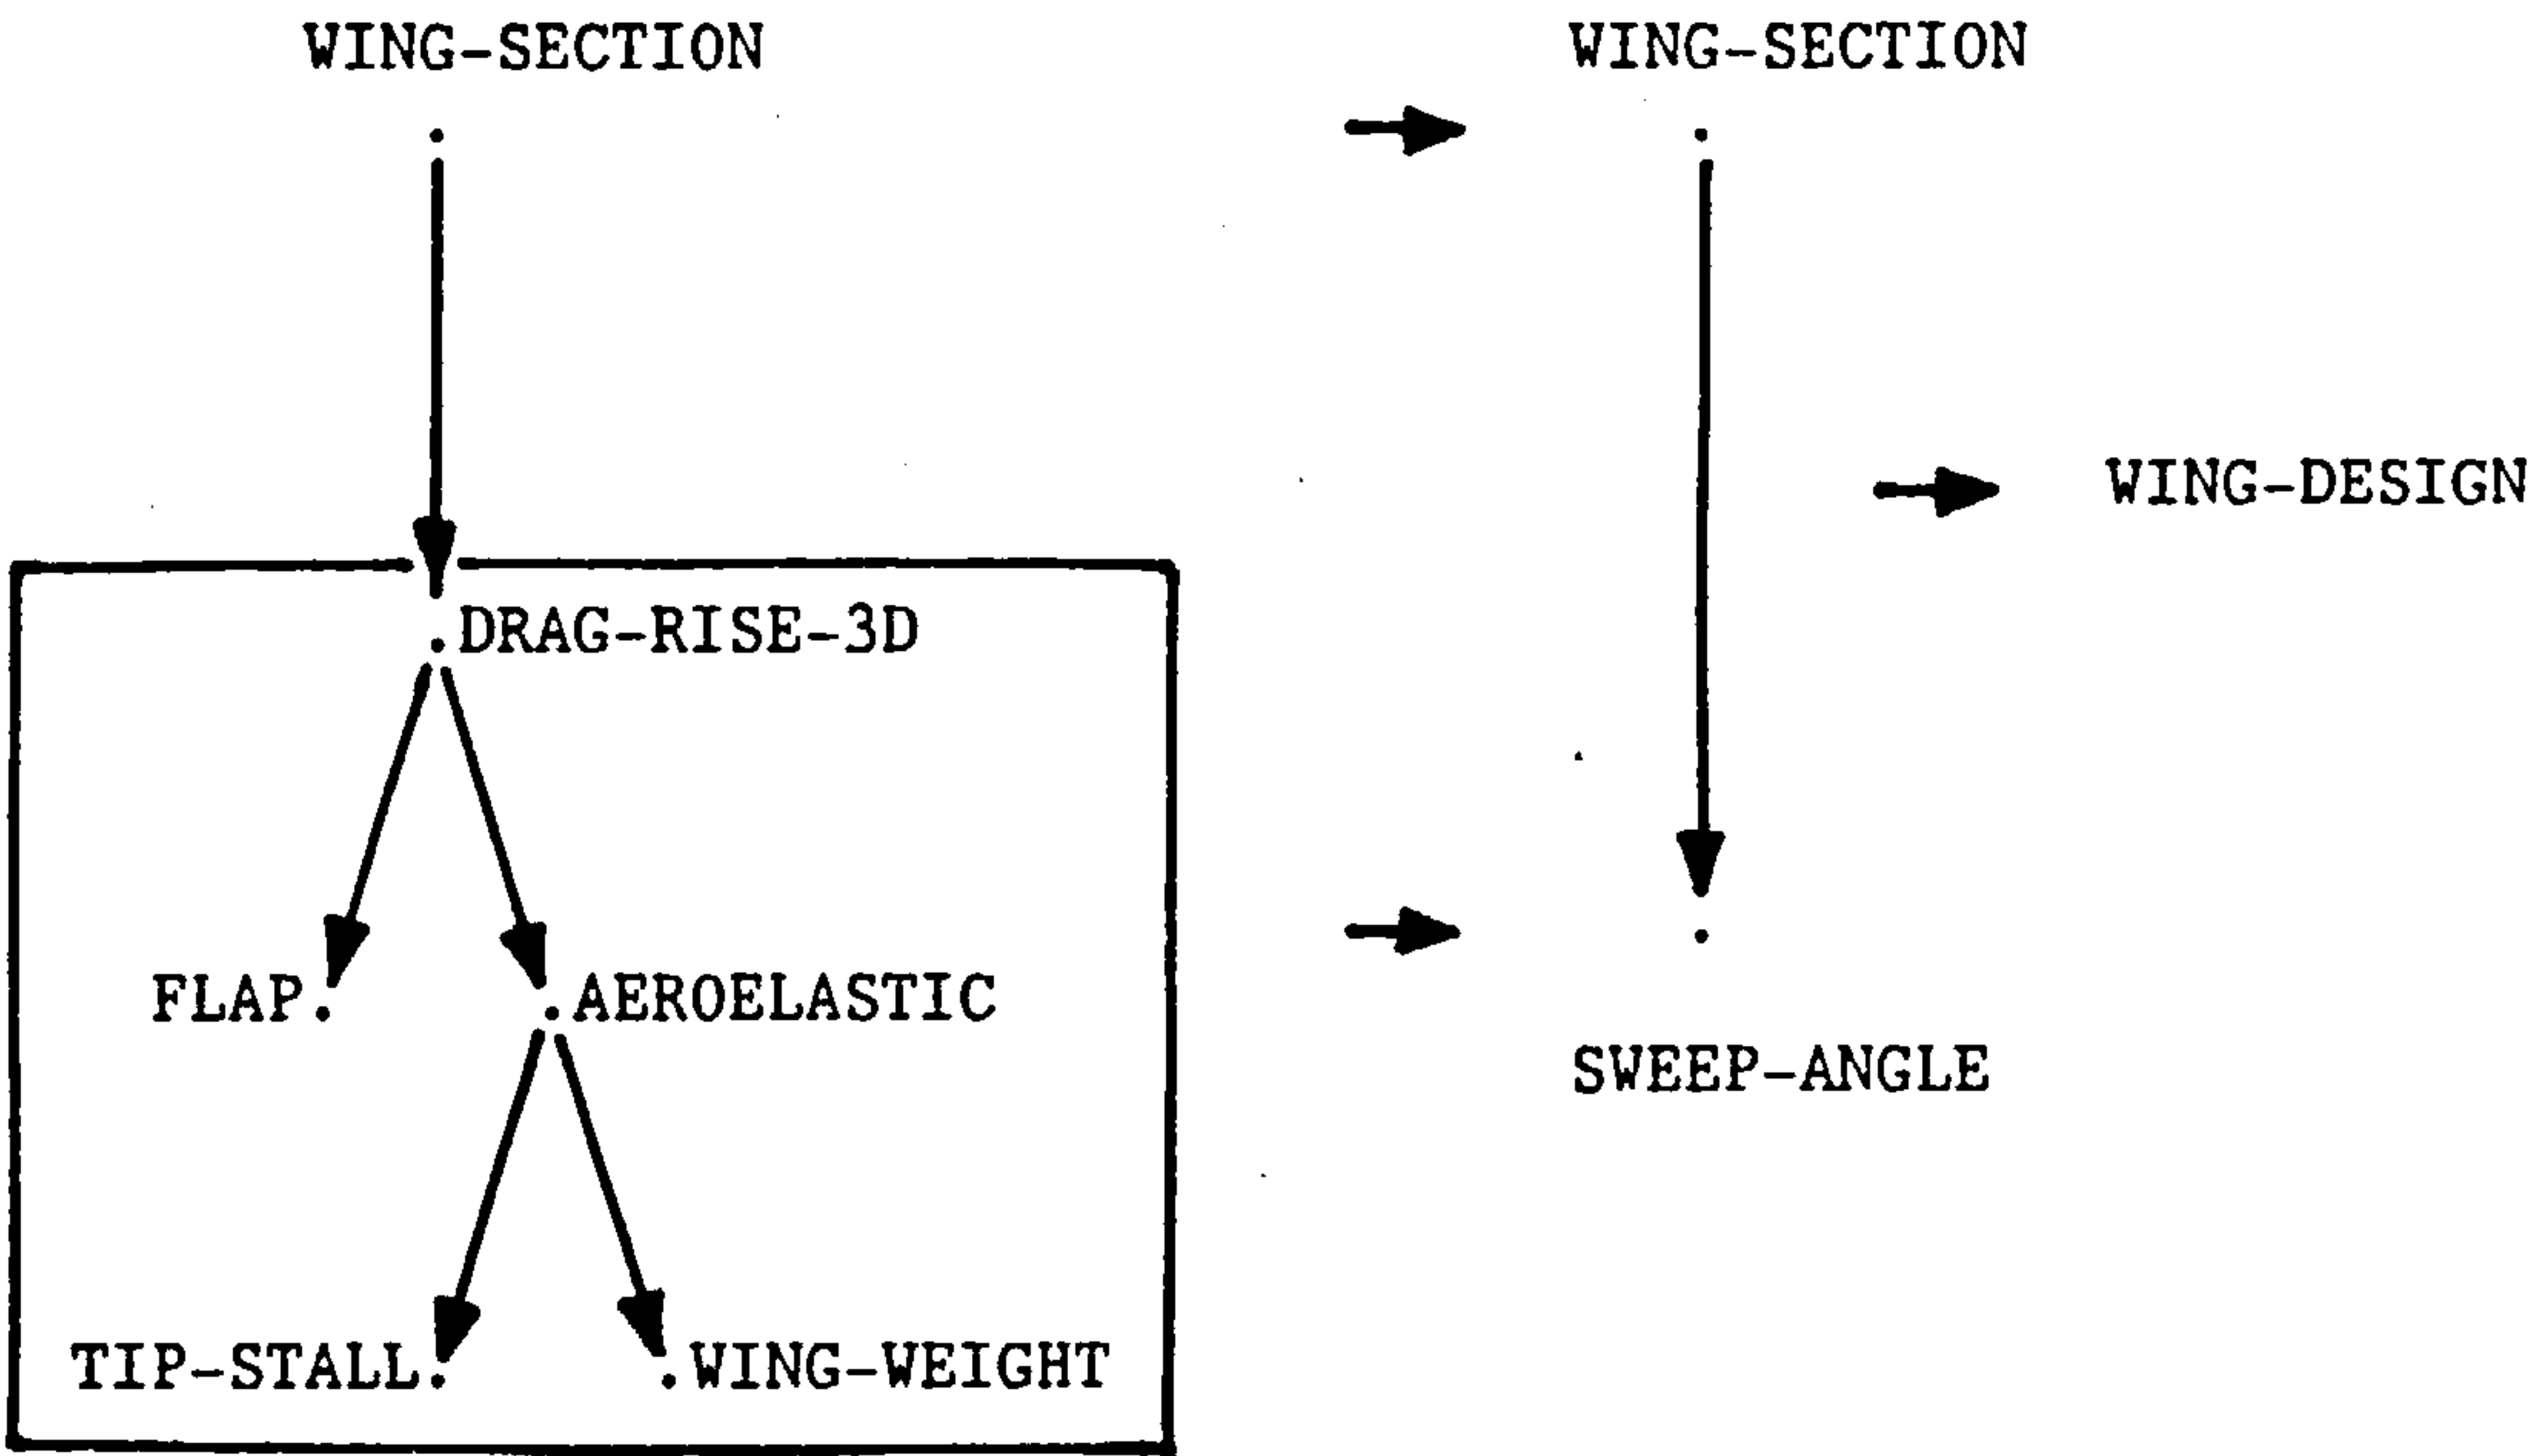 WING-SECTION
WING-SECTION
WING-DESIGN
DRAG-RISE-3D
FLAP
AEROELASTIC
SWEEP-ANGLE
TIP-STALL
WING-WEIGHT